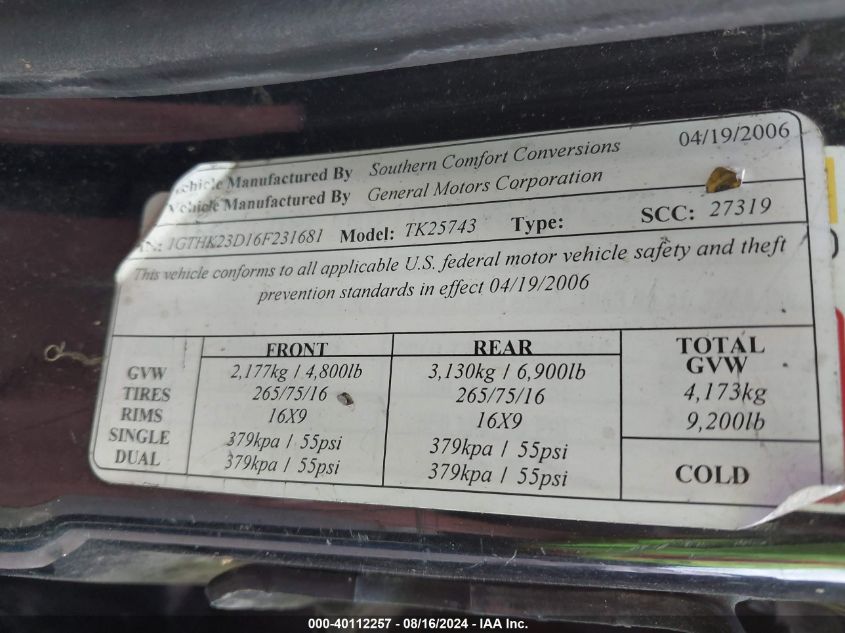 Vehicle Manufactured By Southern Comfort Conversions 04/19/2006
Vehicle Manufactured By General Motors Corporation
1GTHK23D16F231681 Model: TK25743 Type: SCC: 27319
This vehicle conforms to all applicable U.S. federal motor vehicle safety and theft
prevention standards in effect 04/19/2006
FRONT REAR TOTAL
GVW
GVW 2,177kg / 4,800lb 3,130kg / 6,900lb 4,173kg
TIRES 265/75/16 265/75/16 9,200lb
RIMS 16X9 16X9
SINGLE 379kpa / 55psi 379kpa / 55psi COLD
DUAL 379kpa / 55psi 379kpa / 55psi
000-40112257 - 08/16/2024 - IAA Inc.